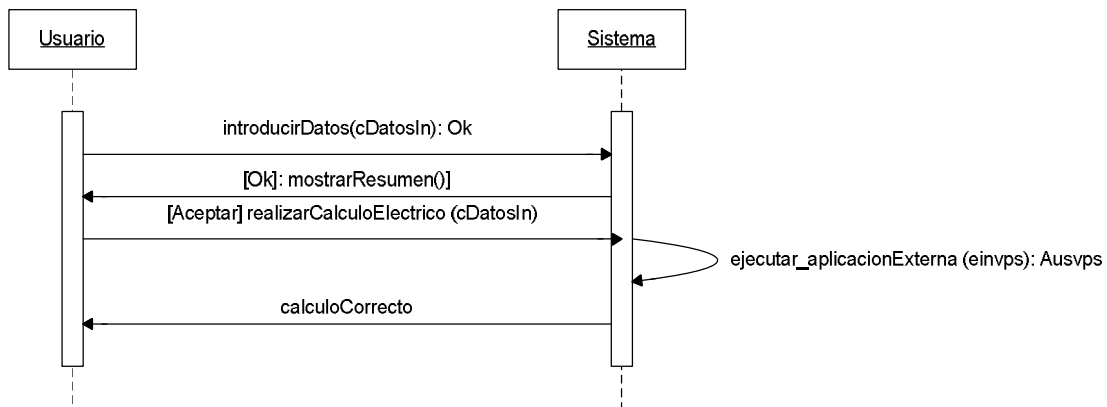 Usuario
Sistema
introducirDatos(cDatosIn): Ok
[Ok]: mostrarResumen()]
[Aceptar] realizarCalculoElectrico (cDatosIn)
ejecutar_aplicacionExterna (einvps): Ausvps
calculoCorrecto